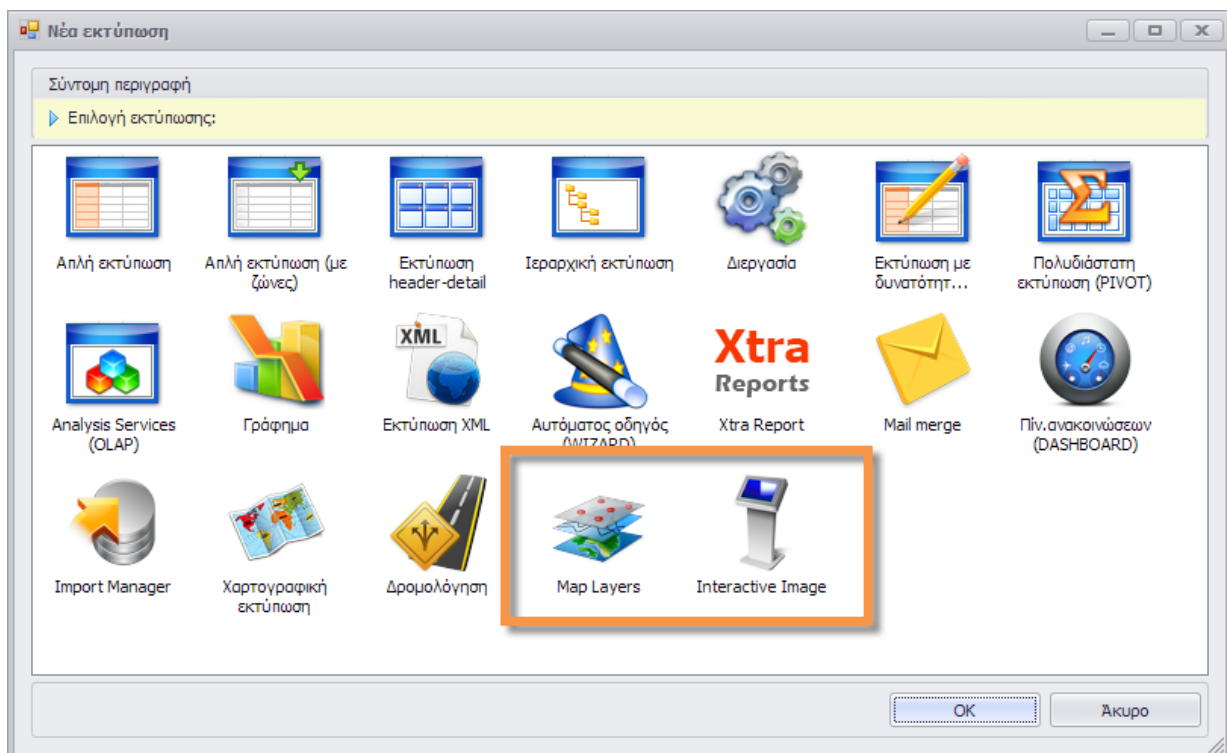 Νέα εκτύπωση
Σύντομη περιγραφή
Επιλογή εκτύπωσης:
Απλή εκτύπωση
Απλή εκτύπωση (με
ζώνες)
Εκτύπωση
header-detail
Ιεραρχική εκτύπωση
Διεργασία
Εκτύπωση με
δυνατότητ...
Πολυδιάστατη
εκτύπωση (PIVOT)
Analysis Services
(OLAP)
Γράφημα
XML
Εκτύπωση XML
Αυτόματος οδηγός
(WIZARD)
Xtra
Reports
Xtra Report
Mail merge
Πίν.ανακοινώσεων
(DASHBOARD)
Import Manager
Χαρτογραφική
εκτύπωση
Δρομολόγηση
Map Layers
Interactive Image
OK
Άκυρο